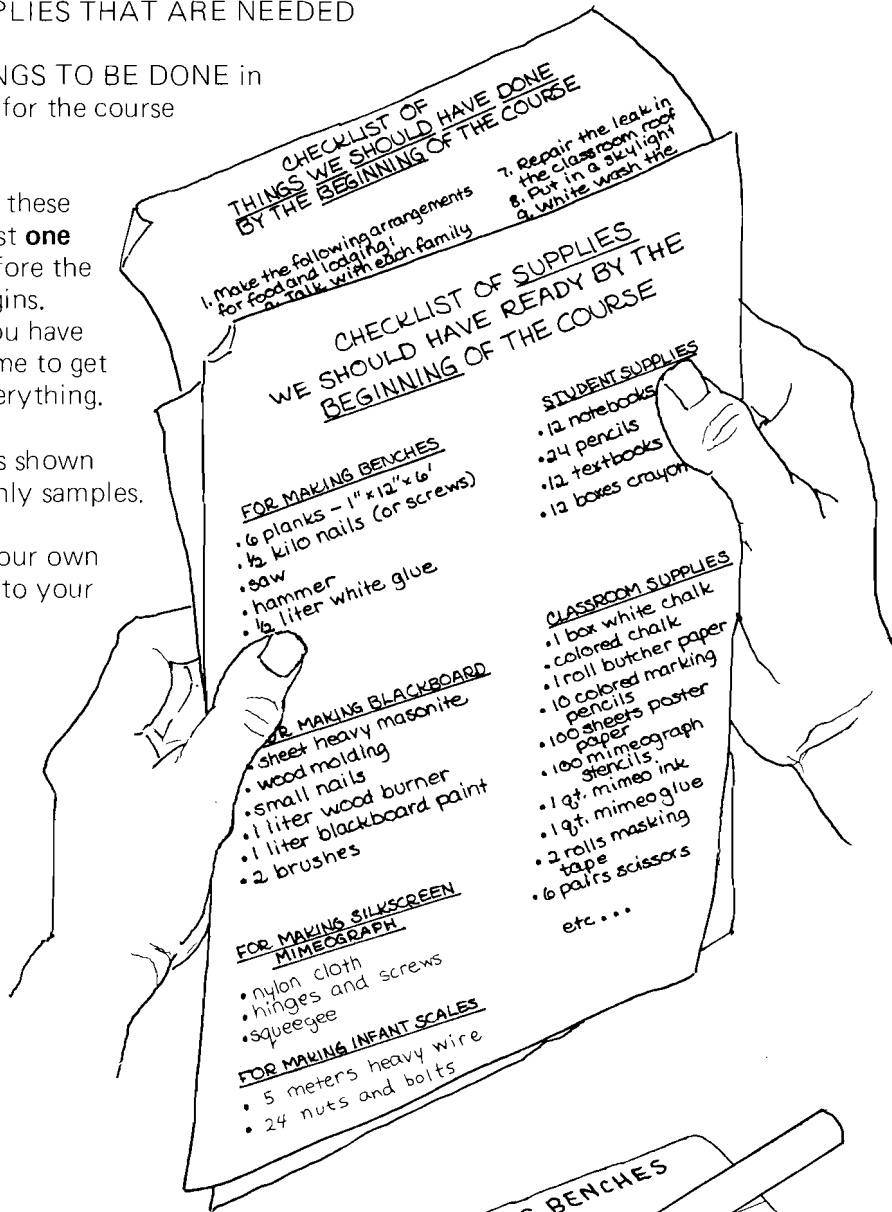 PLIES THAT ARE NEEDED
NGS TO BE DONE in
for the course
these
st one
fore the
gins.
ou have
me to get
erything.
s shown
nly samples.
our own
to your
CHECKLIST OF
THINGS WE SHOULD HAVE DONE
BY THE BEGINNING OF THE COURSE
1. Make the following arrangements
for food and lodging:
a. Talk with each family
7. Repair the leak in
the classroom roof
8. Put in a skylight
9. White wash the
CHECKLIST OF SUPPLIES
WE SHOULD HAVE READY BY THE
BEGINNING OF THE COURSE
FOR MAKING BENCHES
• 6 planks – 1" x 12" x 6'
• ½ kilo nails (or screws)
• saw
• hammer
• ½ liter white glue
OR MAKING BLACKBOARD
• sheet heavy masonite
• wood molding
• small nails
• 1 liter wood burner
• 1 liter blackboard paint
• 2 brushes
FOR MAKING SILKSCREEN
MIMEOGRAPH
• nylon cloth
• hinges and screws
• squeegee
FOR MAKING INFANT SCALES
• 5 meters heavy wire
• 24 nuts and bolts
STUDENT SUPPLIES
• 12 notebooks
• 24 pencils
• 12 textbooks
• 12 boxes crayon
CLASSROOM SUPPLIES
• 1 box white chalk
• colored chalk
• 1 roll butcher paper
• 10 colored marking
pencils
• 100 sheets poster
paper
• 100 mimeograph
stencils
• 1 qt. mimeo ink
• 1 qt. mimeo glue
• 2 rolls masking
tape
• 6 pairs scissors
etc...
BENCHES